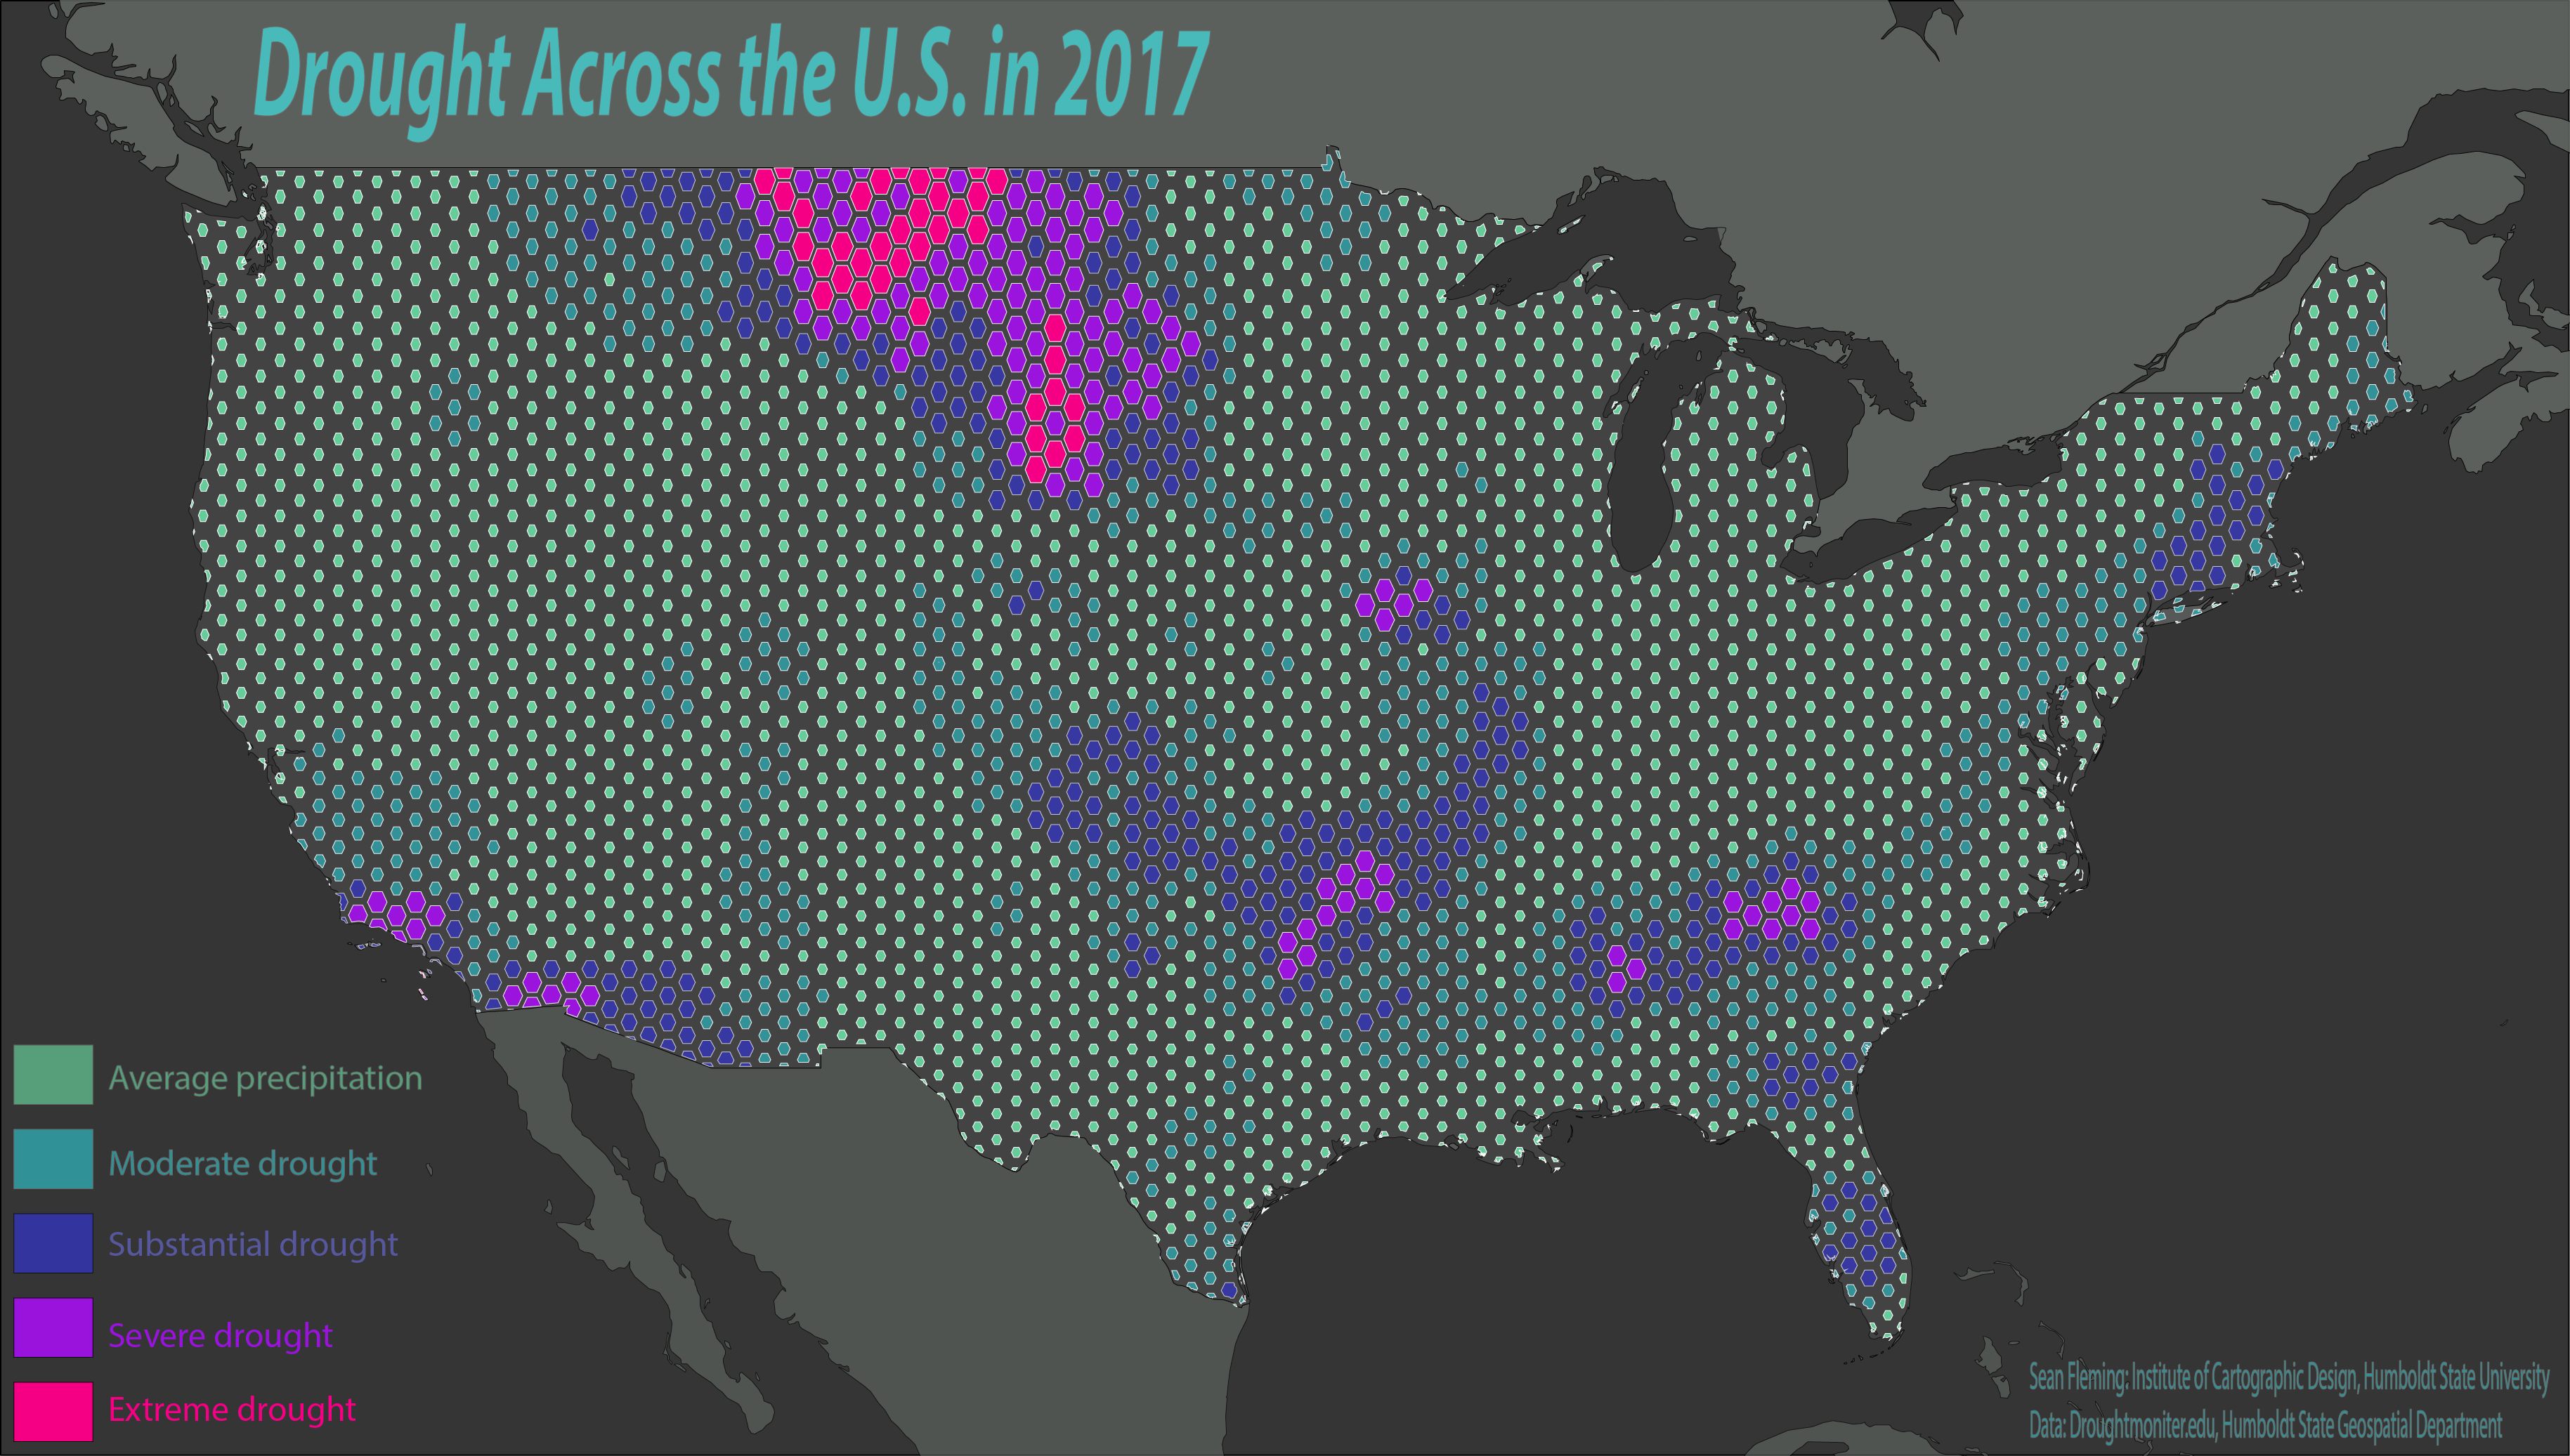 Drought Across the U.S. in 2017
Average precipitation
Moderate drought
Substantial drought
Severe drought
Extreme drought
Sean Fleming: Institute of Cartographic Design, Humboldt State University
Data: Droughtmoniter.edu, Humboldt State Geospatial Department